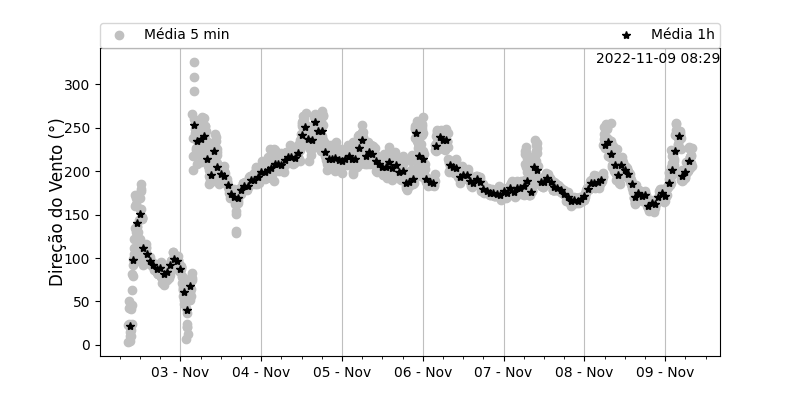 Média 5 min
Média 1h
2022-11-09 08:29
Direção do Vento (°)
300
250
200
150
100
50
0
03 - Nov
04 - Nov
05 - Nov
06 - Nov
07 - Nov
08 - Nov
09 - Nov